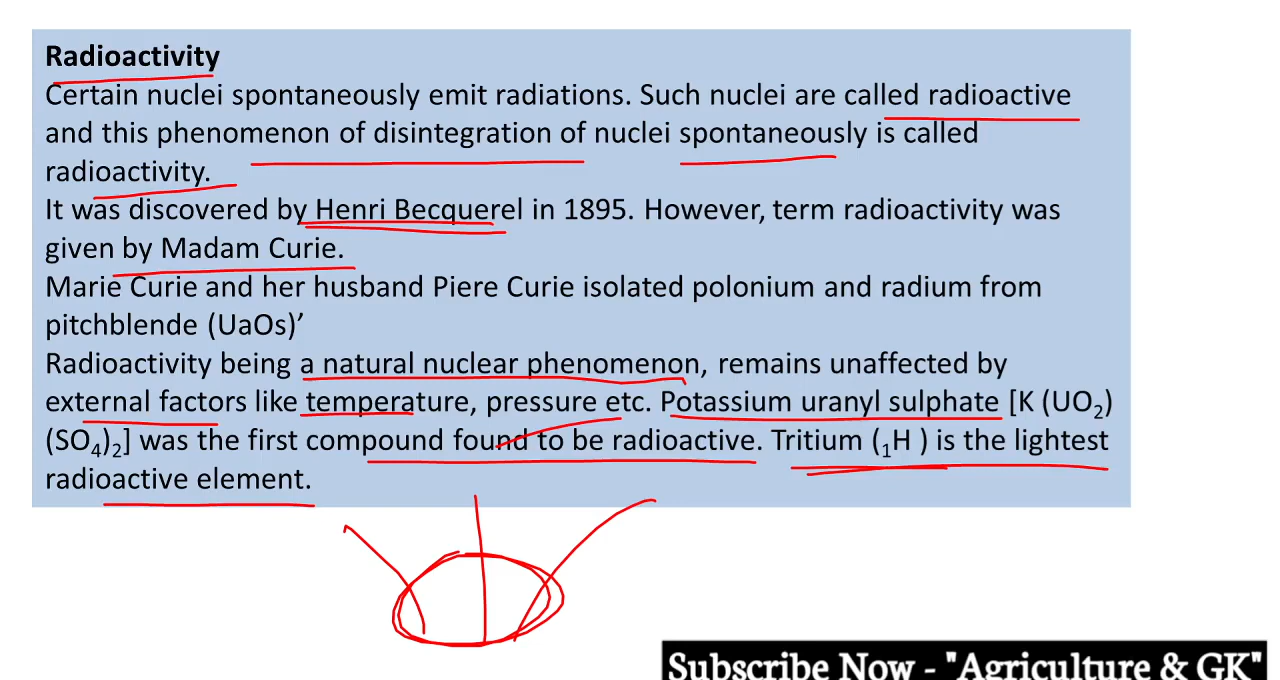 Radioactivity
Certain nuclei spontaneously emit radiations. Such nuclei are called radioactive
and this phenomenon of disintegration of nuclei spontaneously is called
radioactivity.
It was discovered by Henri Becquerel in 1895. However, term radioactivity was
given by Madam Curie.
Marie Curie and her husband Piere Curie isolated polonium and radium from
pitchblende (UaOs)’
Radioactivity being a natural nuclear phenomenon, remains unaffected by
external factors like temperature, pressure etc. Potassium uranyl sulphate [K (UO₂)
(SO₄)₂] was the first compound found to be radioactive. Tritium (₁H ) is the lightest
radioactive element.
Subscribe Now - "Agriculture & GK"